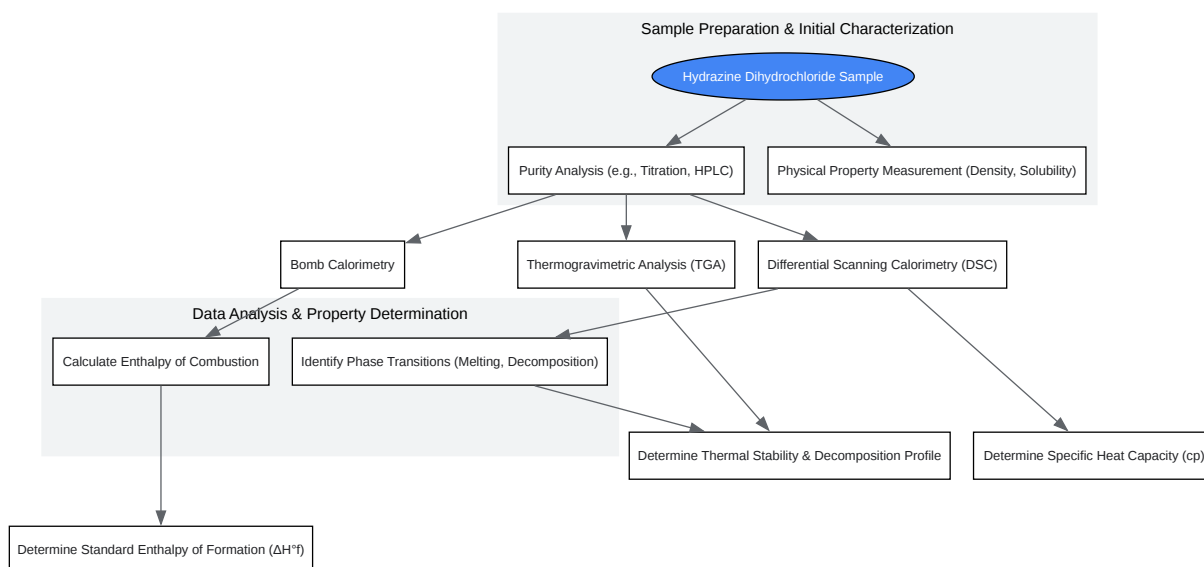 Sample Preparation & Initial Characterization
Hydrazine Dihydrochloride Sample
Purity Analysis (e.g., Titration, HPLC)
Physical Property Measurement (Density, Solubility)
Bomb Calorimetry
Thermogravimetric Analysis (TGA)
Differential Scanning Calorimetry (DSC)
Data Analysis & Property Determination
Calculate Enthalpy of Combustion
Identify Phase Transitions (Melting, Decomposition)
Determine Thermal Stability & Decomposition Profile
Determine Specific Heat Capacity (cp)
Determine Standard Enthalpy of Formation (ΔH°f)